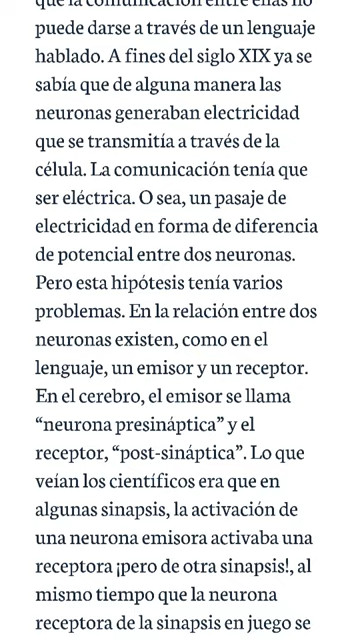 que la comunicación entre ellas no
puede darse a través de un lenguaje
hablado. A fines del siglo XIX ya se
sabía que de alguna manera las
neuronas generaban electricidad
que se transmitía a través de la
célula. La comunicación tenía que
ser eléctrica. O sea, un pasaje de
electricidad en forma de diferencia
de potencial entre dos neuronas.
Pero esta hipótesis tenía varios
problemas. En la relación entre dos
neuronas existen, como en el
lenguaje, un emisor y un receptor.
En el cerebro, el emisor se llama
“neurona presináptica” y el
receptor, “post-sináptica”. Lo que
veían los científicos era que en
algunas sinapsis, la activación de
una neurona emisora activaba una
receptora ¡pero de otra sinapsis!, al
mismo tiempo que la neurona
receptora de la sinapsis en juego se